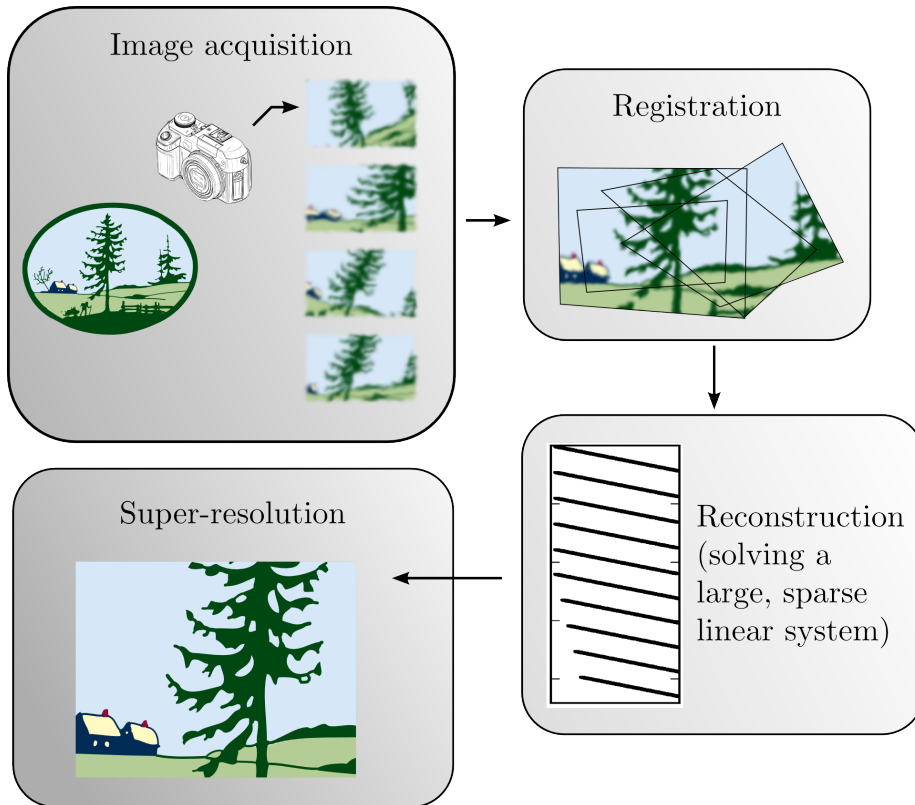 Image acquisition
Registration
Reconstruction
(solving a
large, sparse
linear system)
Super-resolution